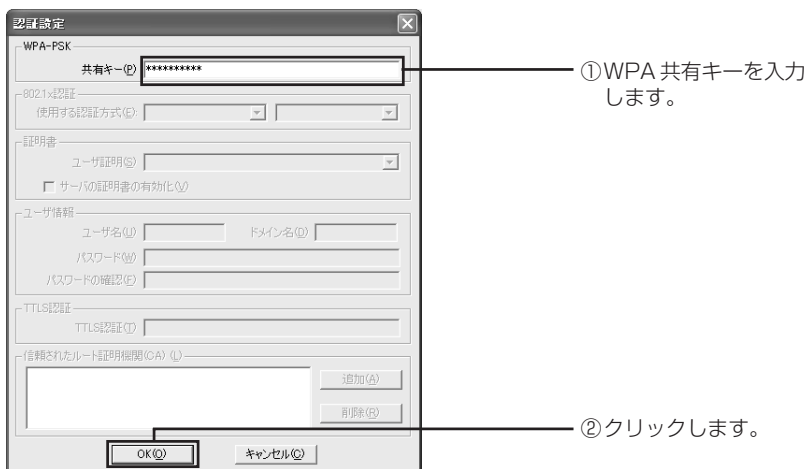 認証設定
WPA-PSK
共有キー(P) **********
①WPA 共有キーを入力
します。
802.1x認証
使用する認証方式(E):
証明書
ユーザ証明(S)
サーバの証明書の有効化(V)
ユーザ情報
ユーザ名(U) ドメイン名(D)
パスワード(W)
パスワードの確認(F)
TTLS認証
TTLS認証(T)
信頼されたルート証明機関(CA) (L)
追加(A)
削除(R)
②クリックします。
OK(O) キャンセル(C)